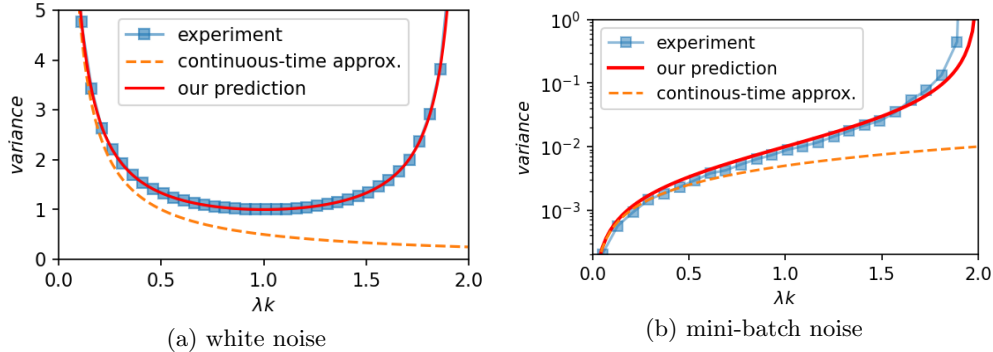 5
4
3
2
1
0
variance
experiment
continuous-time approx.
our prediction
0.0 0.5 1.0 1.5 2.0
λk
(a) white noise
10⁰
10⁻¹
10⁻²
10⁻³
variance
experiment
our prediction
continous-time approx.
0.0 0.5 1.0 1.5 2.0
λk
(b) mini-batch noise